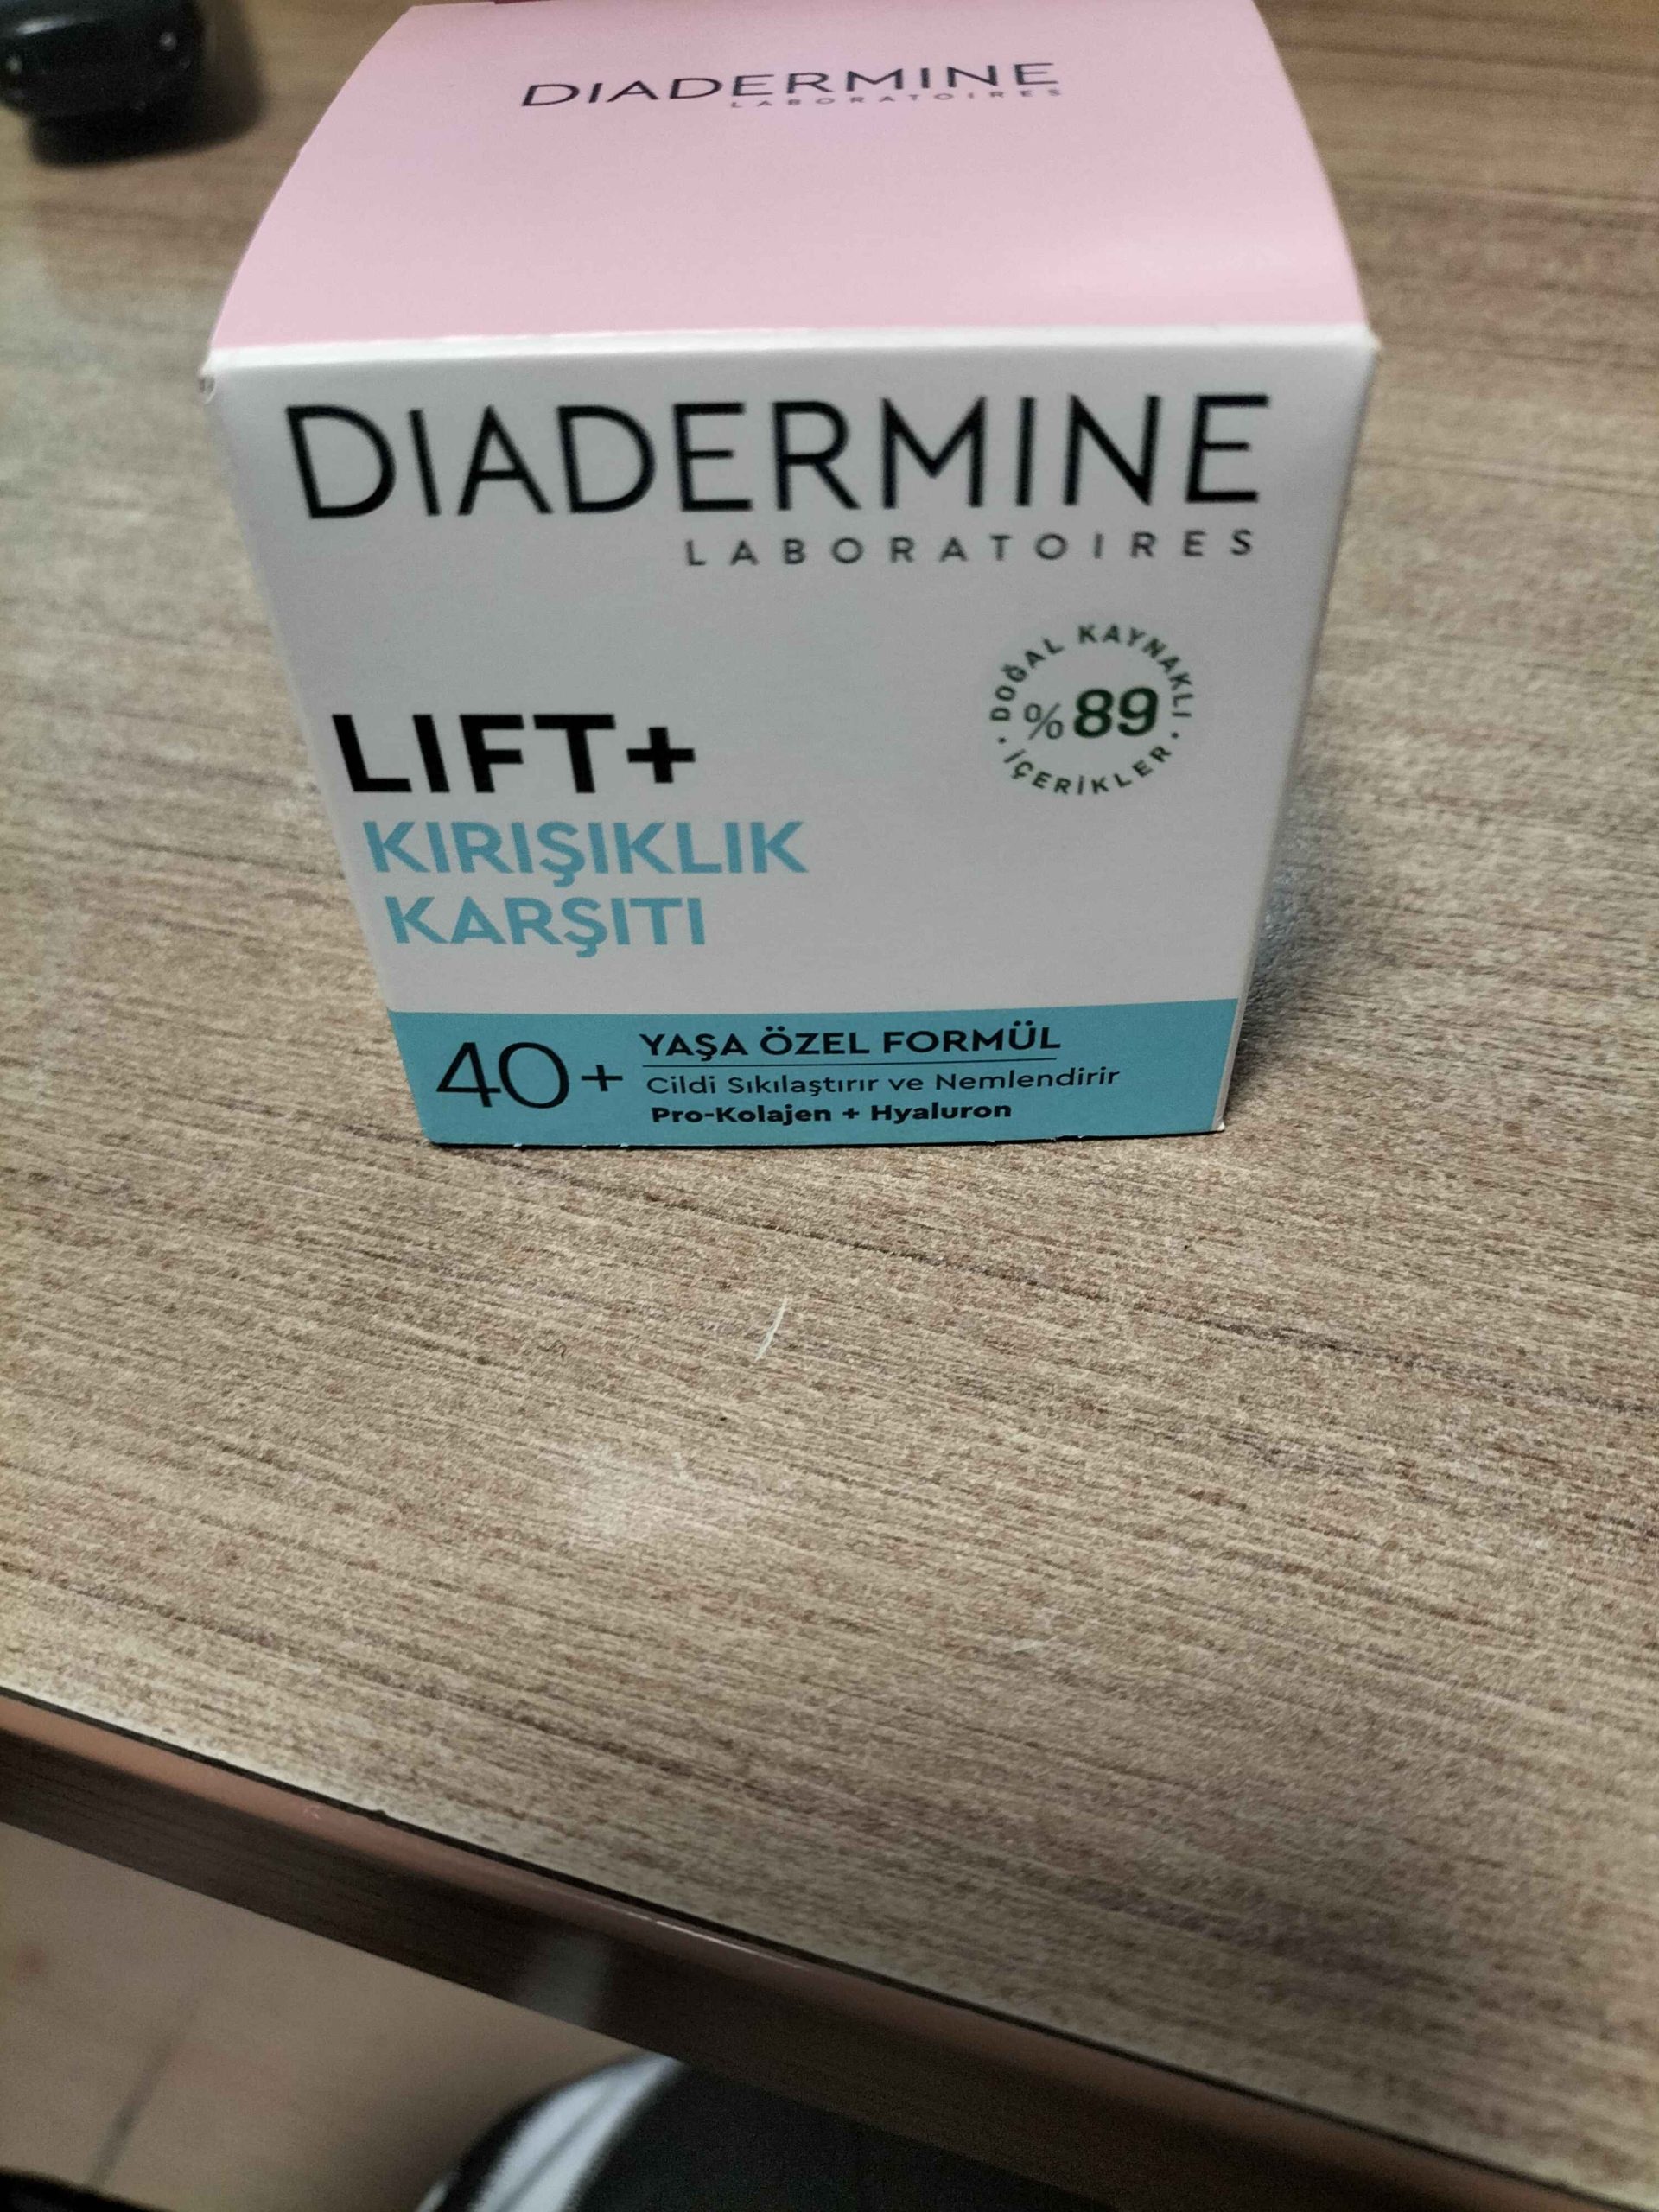 DIADERMINE
LABORATOIRES
DIADERMINE
LABORATOIRES
DOĞAL KAYNAKLI
%89
İÇERİKLER
LIFT+
KIRIŞIKLIK
KARŞITI
40+
YAŞA ÖZEL FORMÜL
Cildi Sıkılaştırır ve Nemlendirir
Pro-Kolajen + Hyaluron